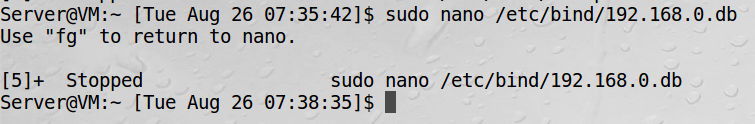 Server@VM:~ [Tue Aug 26 07:35:42]$ sudo nano /etc/bind/192.168.0.db
Use "fg" to return to nano.
[5]+  Stopped                 sudo nano /etc/bind/192.168.0.db
Server@VM:~ [Tue Aug 26 07:38:35]$